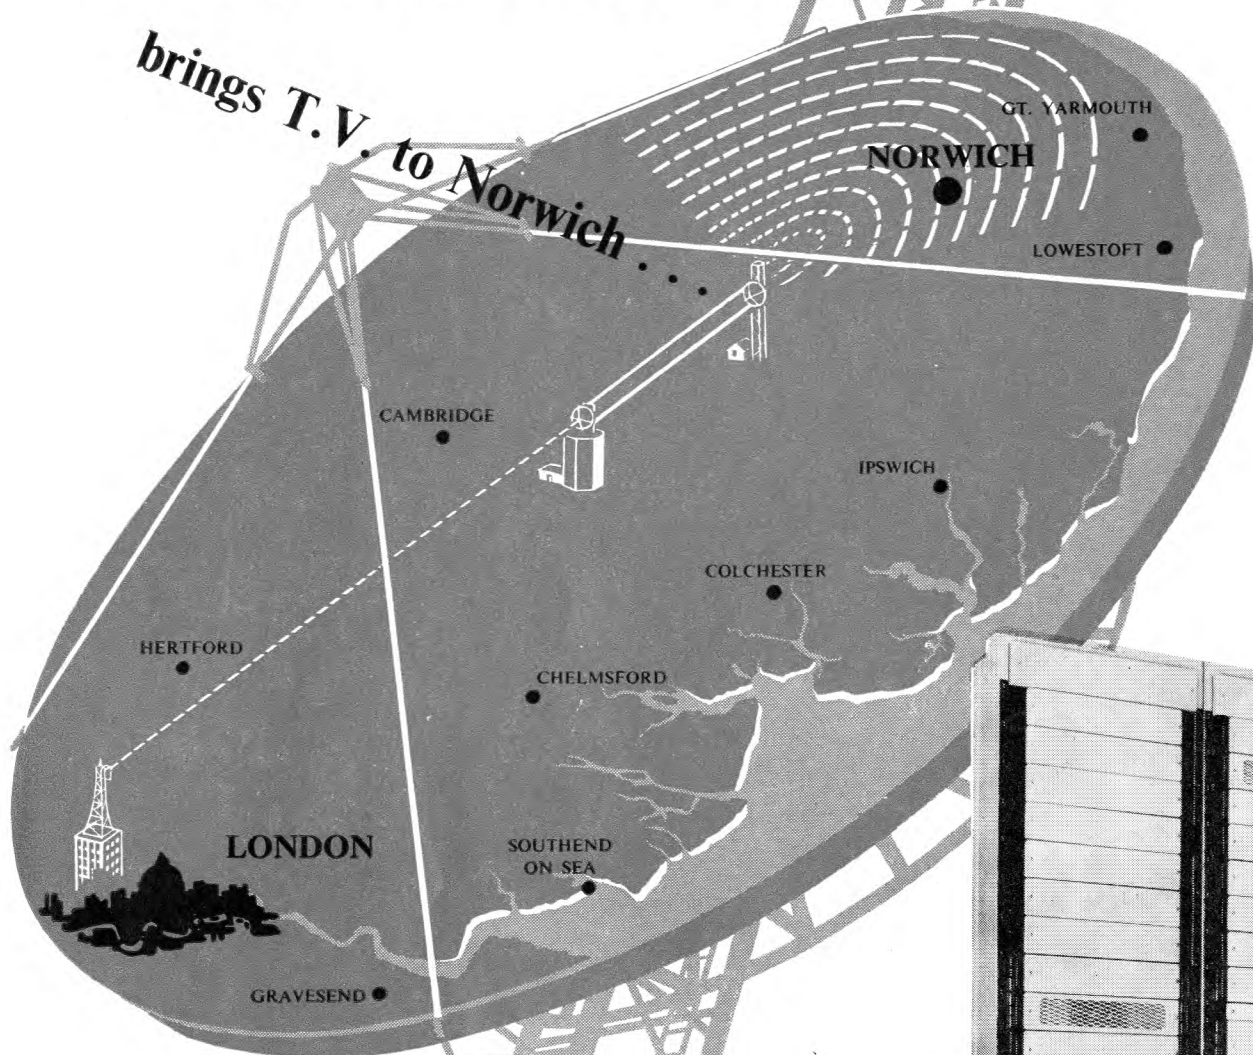 brings T.V. to Norwich . . .
GT. YARMOUTH
NORWICH
LOWESTOFT
CAMBRIDGE
IPSWICH
COLCHESTER
HERTFORD
CHELMSFORD
LONDON
SOUTHEND
ON SEA
GRAVESEND